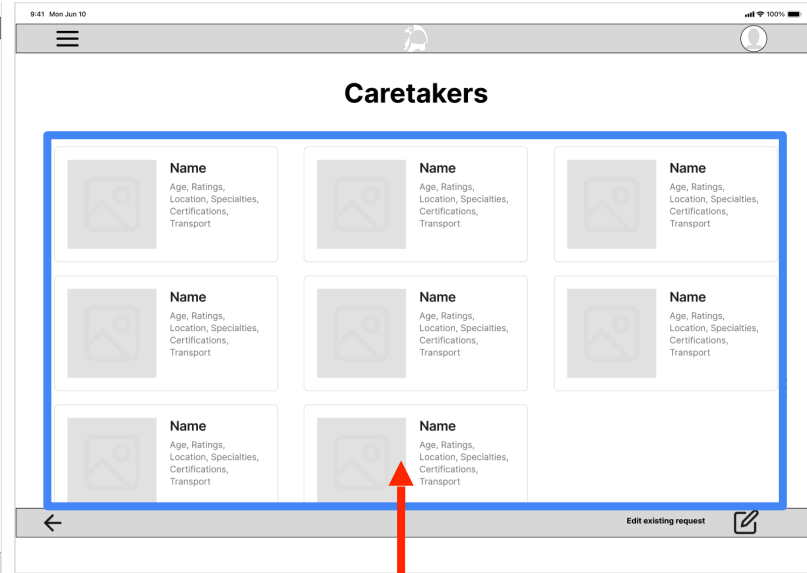 9:41 Mon Jun 10
100%
Caretakers
Name
Age, Ratings,
Location, Specialties,
Certifications,
Transport
Name
Age, Ratings,
Location, Specialties,
Certifications,
Transport
Name
Age, Ratings,
Location, Specialties,
Certifications,
Transport
Name
Age, Ratings,
Location, Specialties,
Certifications,
Transport
Name
Age, Ratings,
Location, Specialties,
Certifications,
Transport
Name
Age, Ratings,
Location, Specialties,
Certifications,
Transport
Name
Age, Ratings,
Location, Specialties,
Certifications,
Transport
Name
Age, Ratings,
Location, Specialties,
Certifications,
Transport
Edit existing request